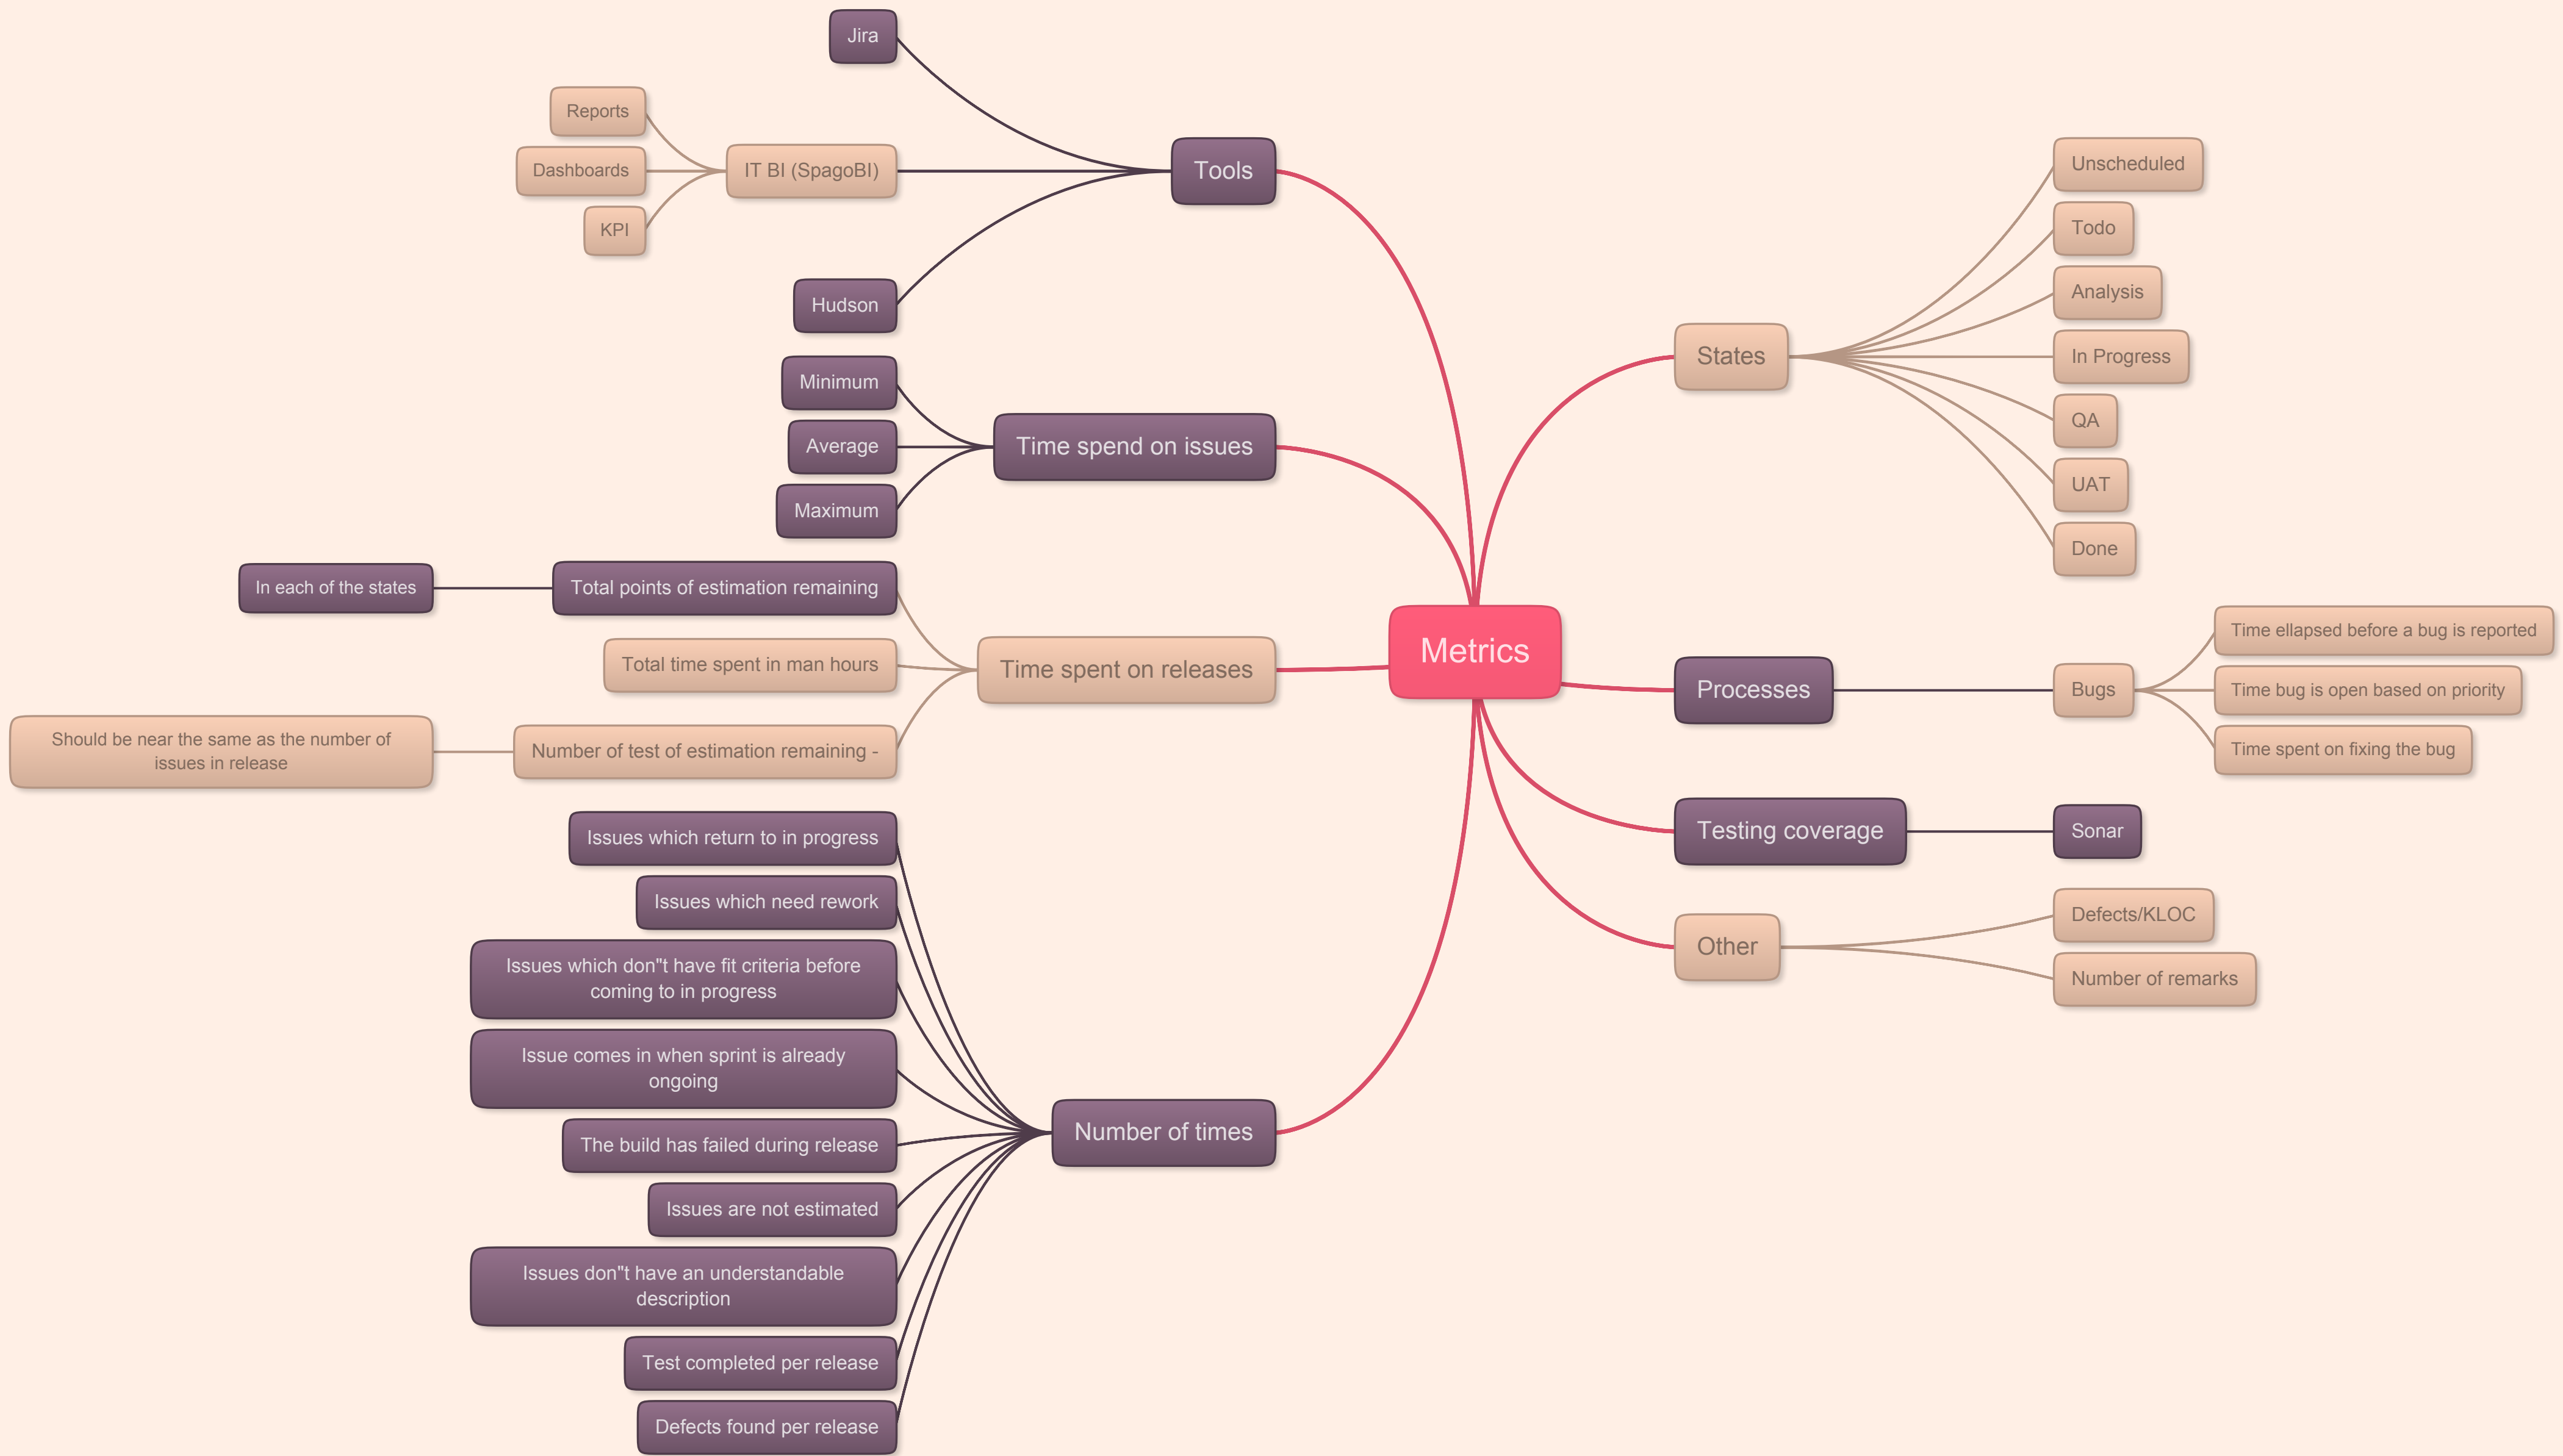 Metrics
Tools
Jira
IT BI (SpagoBI)
Reports
Dashboards
KPI
Hudson
Time spend on issues
Minimum
Average
Maximum
Time spent on releases
Total points of estimation remaining
In each of the states
Total time spent in man hours
Number of test of estimation remaining -
Should be near the same as the number of
issues in release
Number of times
Issues which return to in progress
Issues which need rework
Issues which don"t have fit criteria before
coming to in progress
Issue comes in when sprint is already
ongoing
The build has failed during release
Issues are not estimated
Issues don"t have an understandable
description
Test completed per release
Defects found per release
States
Unscheduled
Todo
Analysis
In Progress
QA
UAT
Done
Processes
Bugs
Time ellapsed before a bug is reported
Time bug is open based on priority
Time spent on fixing the bug
Testing coverage
Sonar
Other
Defects/KLOC
Number of remarks